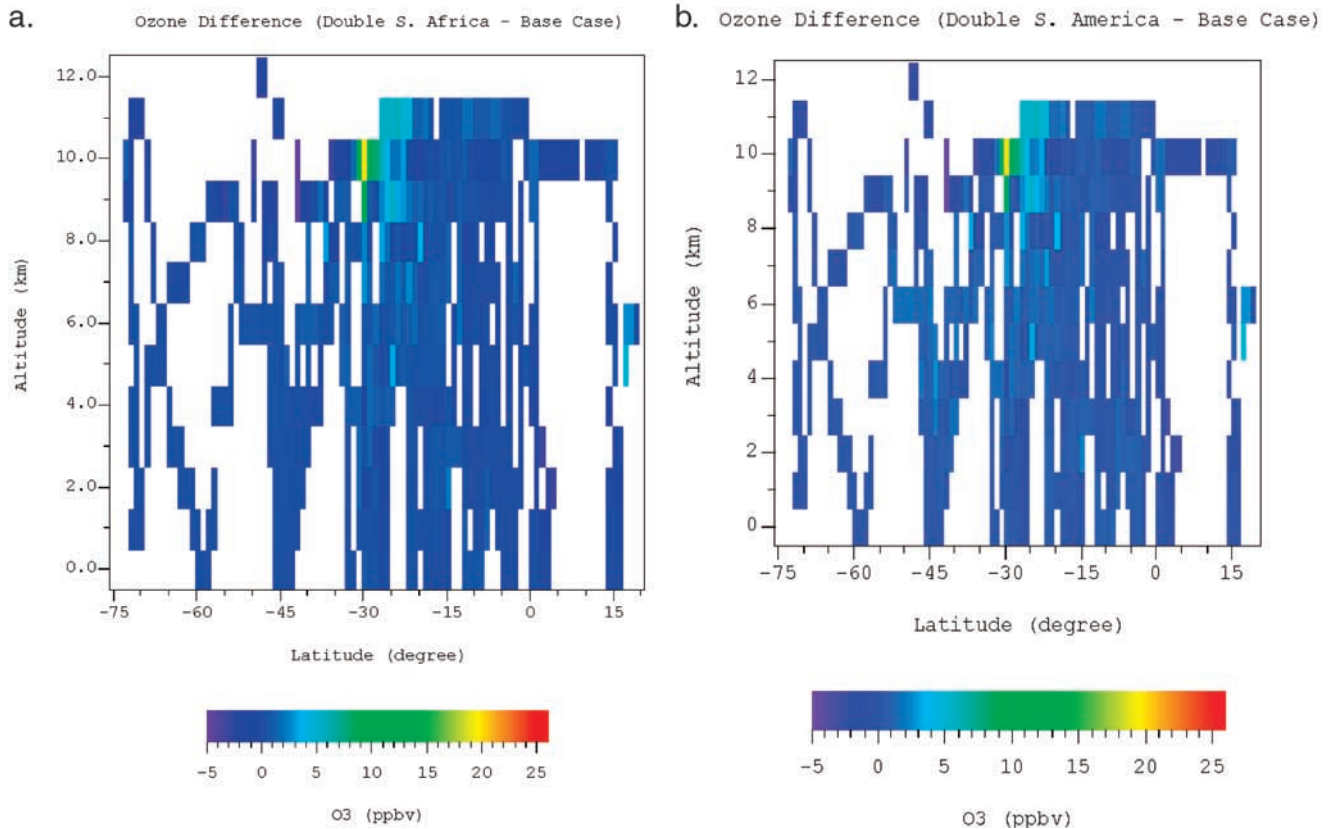 a.
Ozone Difference (Double S. Africa - Base Case)
12.0
10.0
8.0
6.0
4.0
2.0
0.0
Altitude (km)
-75 -60 -45 -30 -15 0 15
Latitude (degree)
-5 0 5 10 15 20 25
O3 (ppbv)
b.
Ozone Difference (Double S. America - Base Case)
12
10
8
6
4
2
0
Altitude (km)
-75 -60 -45 -30 -15 0 15
Latitude (degree)
-5 0 5 10 15 20 25
O3 (ppbv)